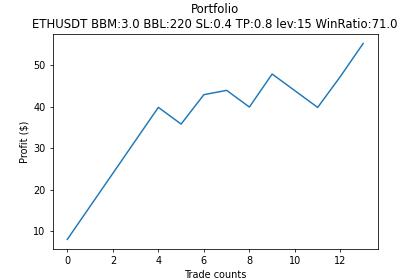 Portfolio
ETHUSDT BBM:3.0 BBL:220 SL:0.4 TP:0.8 lev:15 WinRatio:71.0
50
40
30
20
10
Profit ($)
0 2 4 6 8 10 12
Trade counts